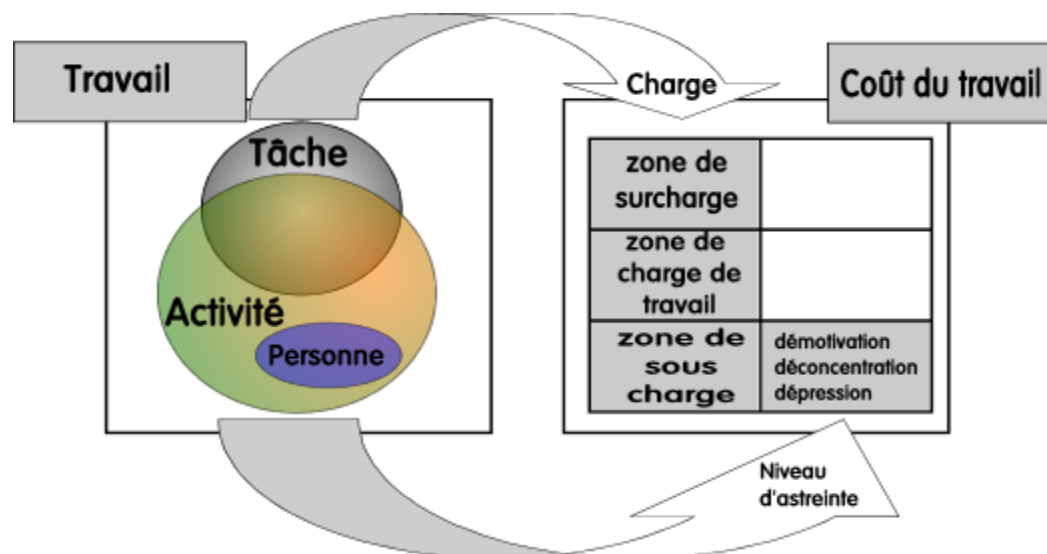 Travail
Tâche
Activité
Personne
Charge
Coût du travail
zone de
surcharge
zone de
charge de
travail
zone de
sous
charge
démotivation
déconcentration
dépression
Niveau
d'astreinte